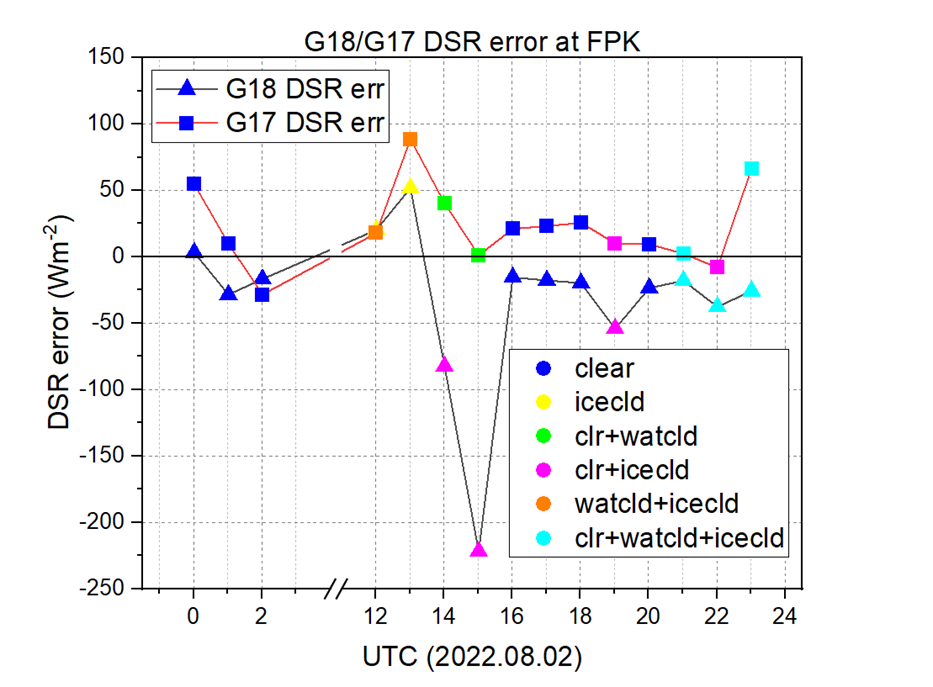 G18/G17 DSR error at FPK
150
100
50
0
-50
-100
-150
-200
-250
DSR error (Wm-2)
G18 DSR err
G17 DSR err
clear
icecld
clr+watcld
clr+icecld
watcld+icecld
clr+watcld+icecld
0 2 12 14 16 18 20 22 24
UTC (2022.08.02)